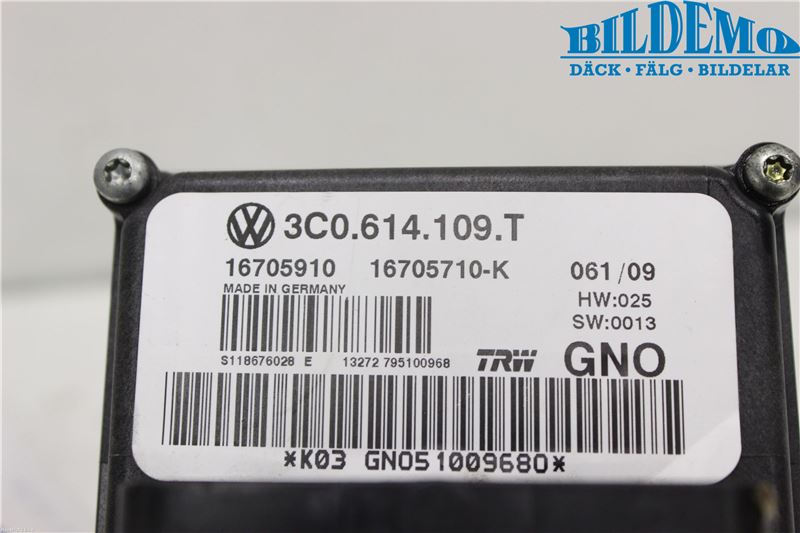 BILDEMO
DÄCK • FÄLG • BILDELAR
3C0.614.109.T
16705910 16705710-K 061/09
MADE IN GERMANY
HW:025
SW:0013
S118676028 E 13272 795100968 TRW GNO
*K03 GNO51009680*